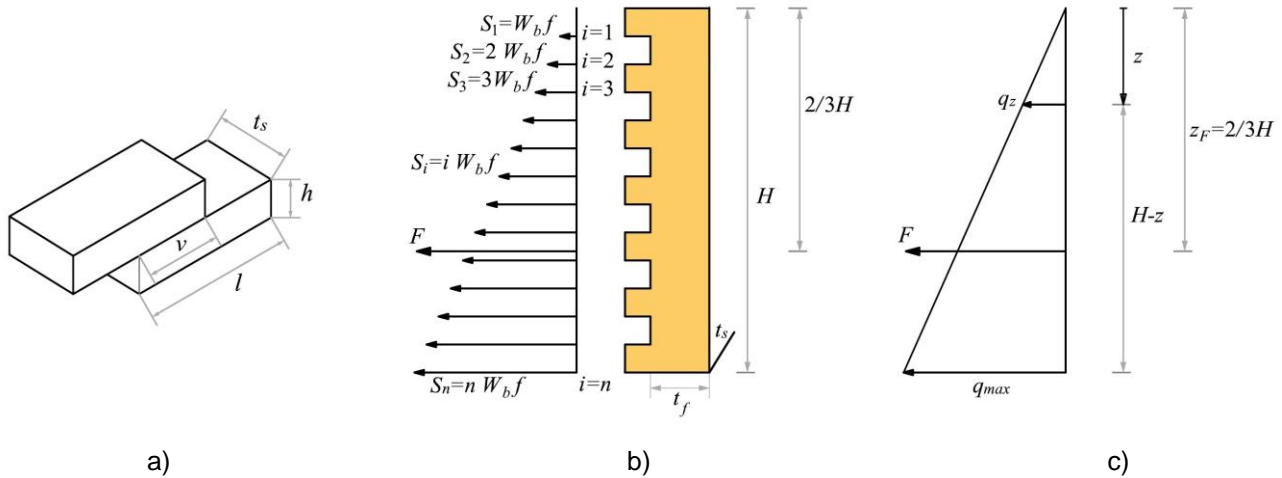 t_s
h
v
l
a)
S_1=W_b f
i=1
S_2=2 W_b f
i=2
S_3=3W_b f
i=3
S_i=i W_b f
F
S_n=n W_b f
i=n
2/3H
H
t_s
t_f
b)
q_z
z
z_F=2/3H
H-z
F
q_max
c)